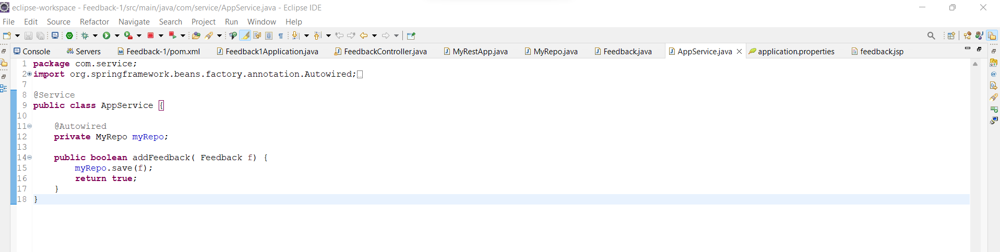 eclipse-workspace - Feedback-1/src/main/java/com/service/AppService.java - Eclipse IDE
File Edit Source Refactor Navigate Search Project Run Window Help
Console Servers Feedback-1/pom.xml Feedback1Application.java FeedbackController.java MyRestApp.java MyRepo.java Feedback.java AppService.java application.properties feedback.jsp
1 package com.service;
2 import org.springframework.beans.factory.annotation.Autowired;
7
8 @Service
9 public class AppService {
10
11 @Autowired
12 private MyRepo myRepo;
13
14 public boolean addFeedback( Feedback f) {
15 myRepo.save(f);
16 return true;
17 }
18 }